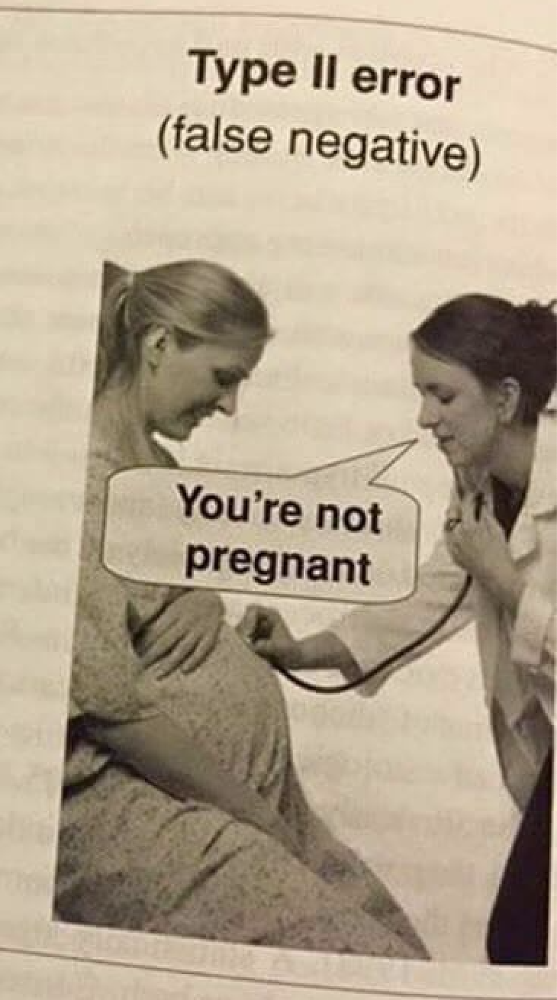 Type II error
(false negative)
You're not
pregnant